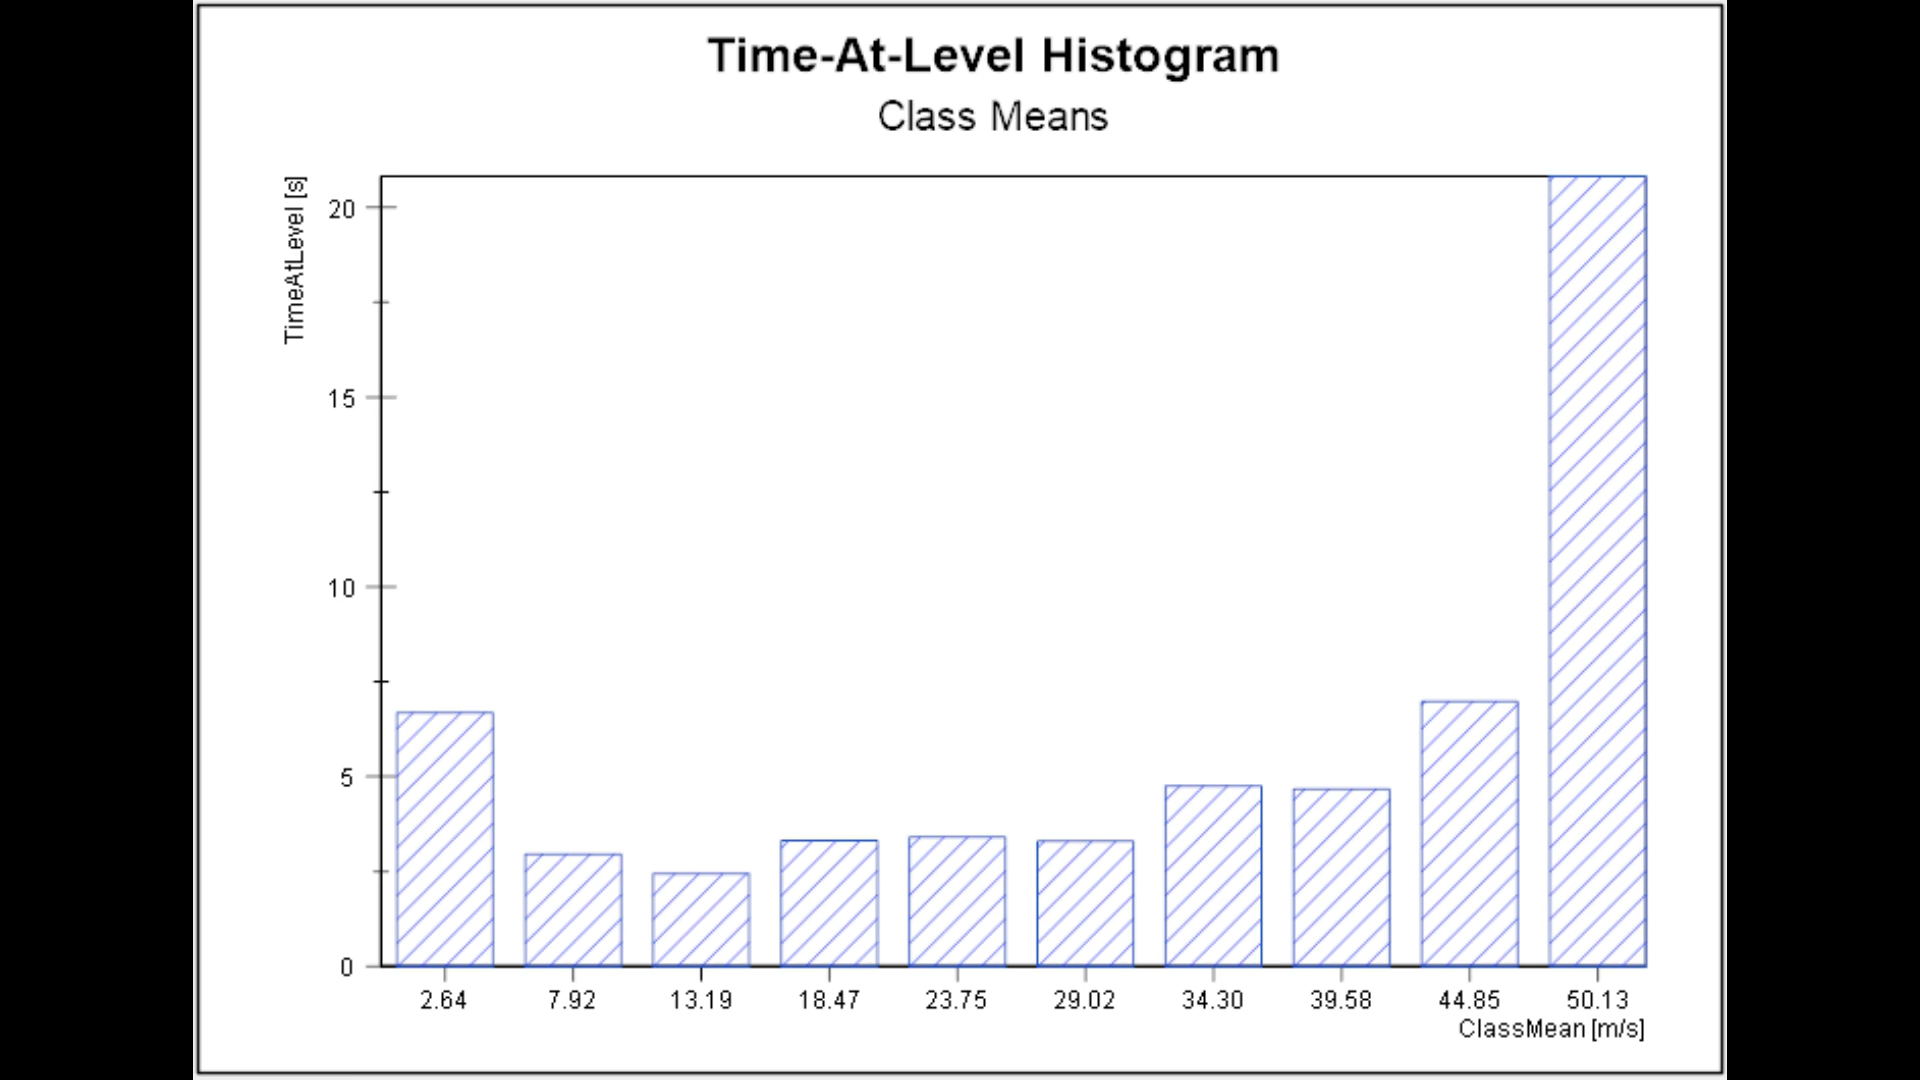 Time-At-Level Histogram
Class Means
TimeAtLevel [s]
20
15
10
5
0
2.64 7.92 13.19 18.47 23.75 29.02 34.30 39.58 44.85 50.13
ClassMean [m/s]